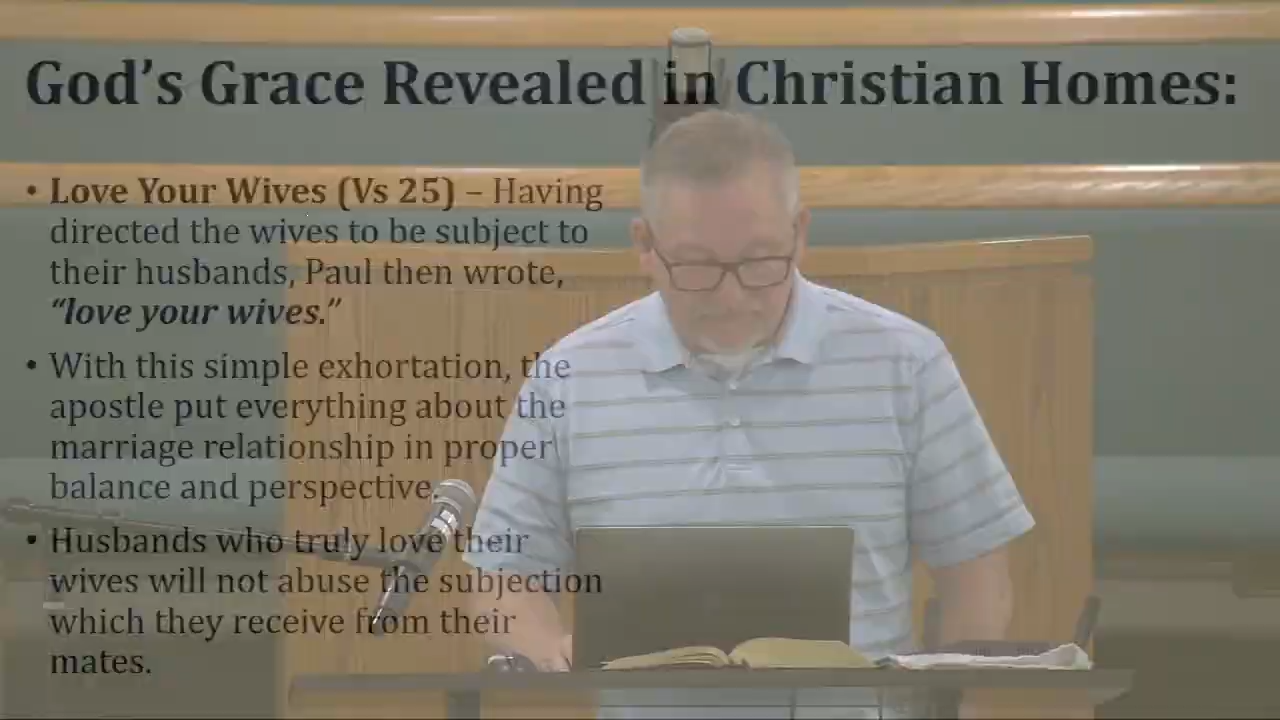 God’s Grace Revealed in Christian Homes:
• Love Your Wives (Vs 25) – Having
directed the wives to be subject to
their husbands, Paul then wrote,
“love your wives.”
• With this simple exhortation, the
apostle put everything about the
marriage relationship in proper
balance and perspective.
• Husbands who truly love their
wives will not abuse the subjection
which they receive from their
mates.